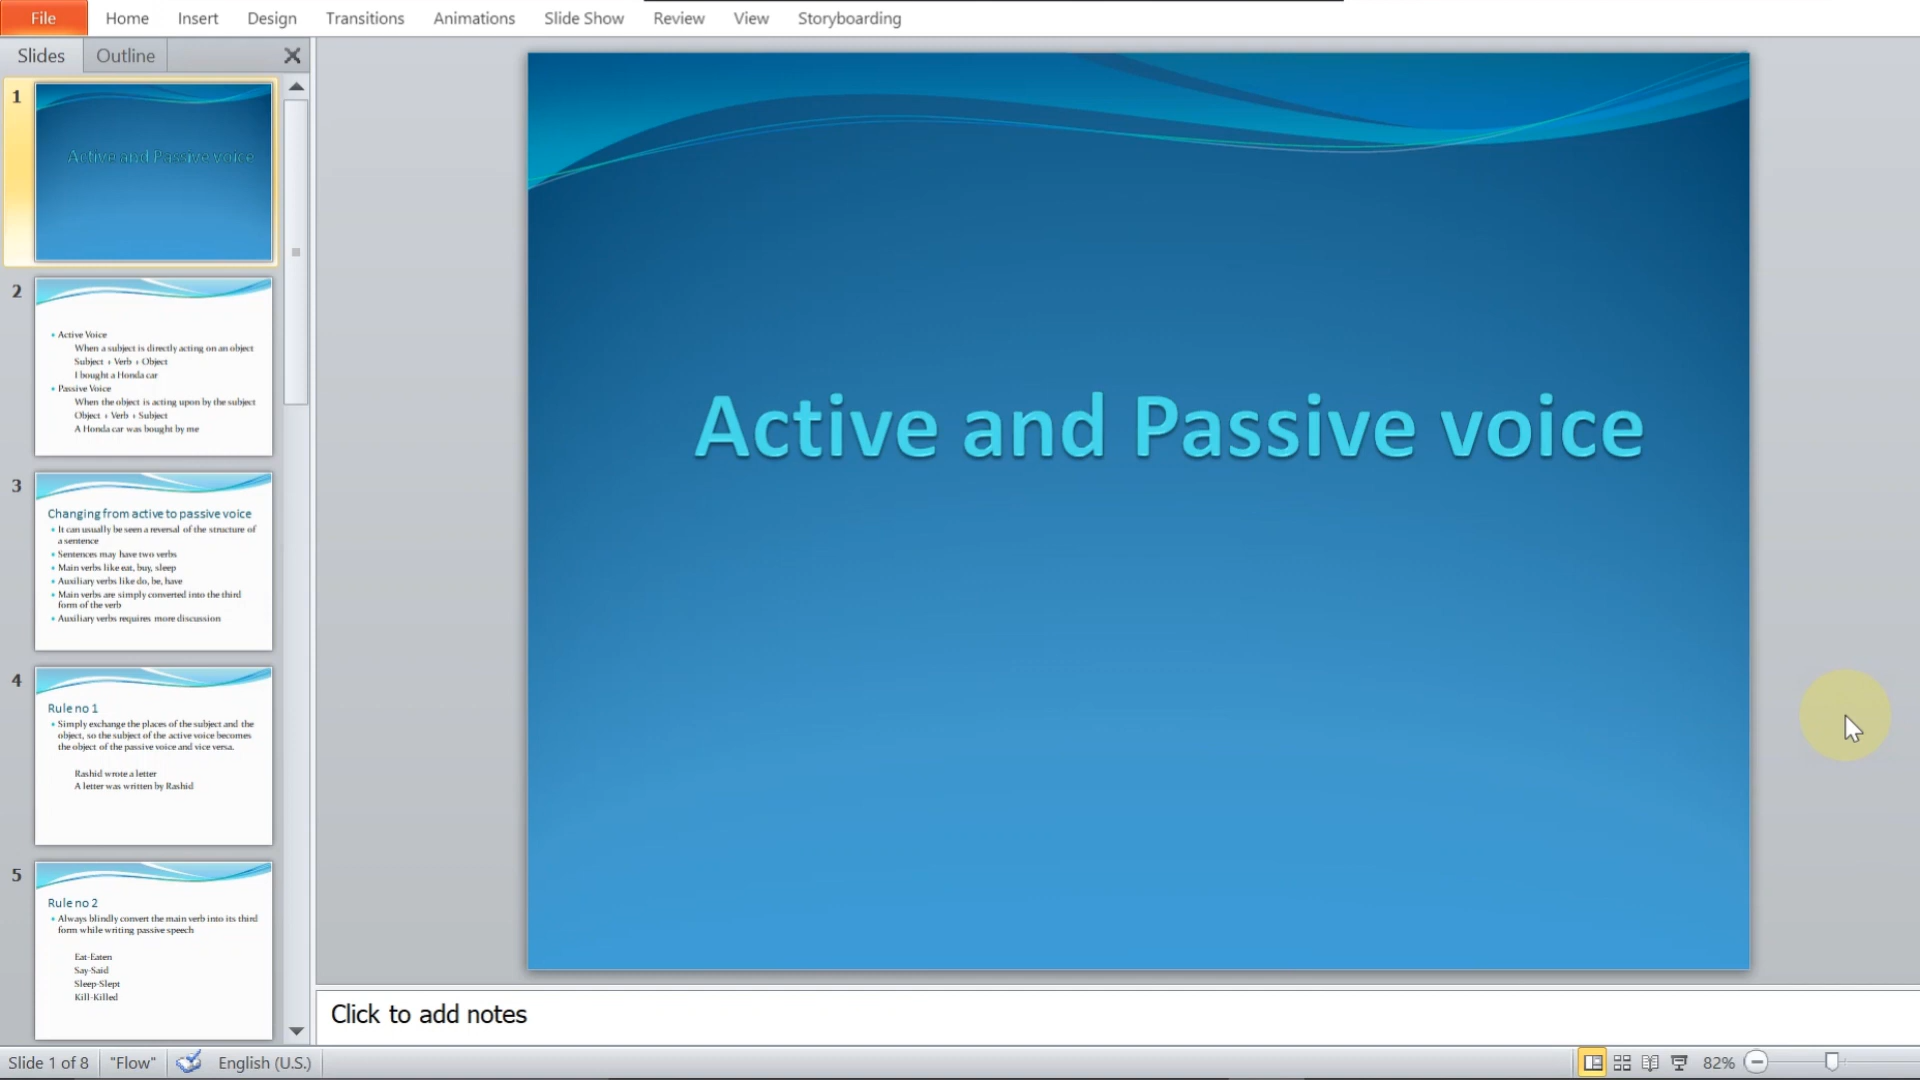 File Home Insert Design Transitions Animations Slide Show Review View Storyboarding
Slides Outline
1
Active and Passive voice
2
Active Voice
When a subject is directly acting on an object
Subject + Verb + Object
I bought a Honda car
Passive Voice
When the object is acting upon by the subject
Object + Verb + Subject
A Honda car was bought by me
3
Changing from active to passive voice
It can usually be seen a reversal of the structure of
a sentence
Sentences may have two verbs
Main verbs like eat, buy, sleep
Auxiliary verbs like do, be, have
Main verbs are simply converted into the third
form of the verb
Auxiliary verbs requires more discussion
4
Rule no 1
Simply exchange the places of the subject and the
object, so the subject of the active voice becomes
the object of the passive voice and vice versa.
Rashid wrote a letter
A letter was written by Rashid
5
Rule no 2
Always blindly convert the main verb into its third
form while writing passive speech
Eat-Eaten
Say-Said
Sleep-Slept
Kill-Killed
Active and Passive voice
Click to add notes
Slide 1 of 8 "Flow" English (U.S.) 82%